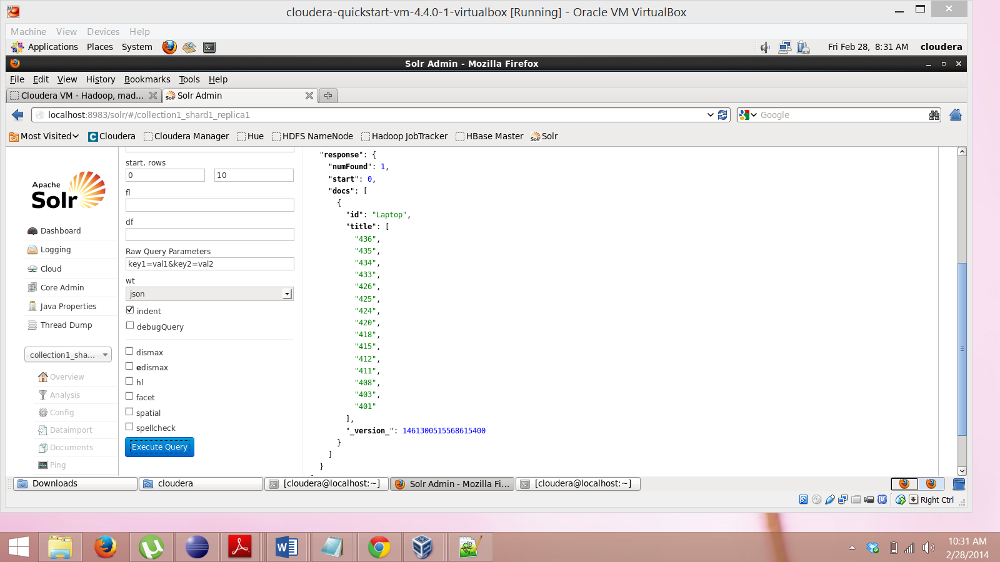 cloudera-quickstart-vm-4.4.0-1-virtualbox [Running] - Oracle VM VirtualBox
Machine View Devices Help
Applications Places System Fri Feb 28, 8:31 AM cloudera
Solr Admin - Mozilla Firefox
File Edit View History Bookmarks Tools Help
Cloudera VM - Hadoop, mad... Solr Admin
localhost:8983/solr/#/collection1_shard1_replica1 Google
Most Visited Cloudera Cloudera Manager Hue HDFS NameNode Hadoop JobTracker HBase Master Solr
Apache
Solr
Dashboard
Logging
Cloud
Core Admin
Java Properties
Thread Dump
collection1_sha...
Overview
Analysis
Config
Dataimport
Documents
Ping
start, rows
0 10
fl
df
Raw Query Parameters
key1=val1&key2=val2
wt
json
indent
debugQuery
dismax
edismax
hl
facet
spatial
spellcheck
Execute Query
"response": {
"numFound": 1,
"start": 0,
"docs": [
{
"id": "Laptop",
"title": [
"436",
"435",
"434",
"433",
"426",
"425",
"424",
"420",
"418",
"415",
"412",
"411",
"408",
"403",
"401"
],
"_version_": 1461300515568615400
}
]
}
Downloads cloudera [cloudera@localhost:~] Solr Admin - Mozilla Fi... [cloudera@localhost:~]
Right Ctrl
10:31 AM
2/28/2014